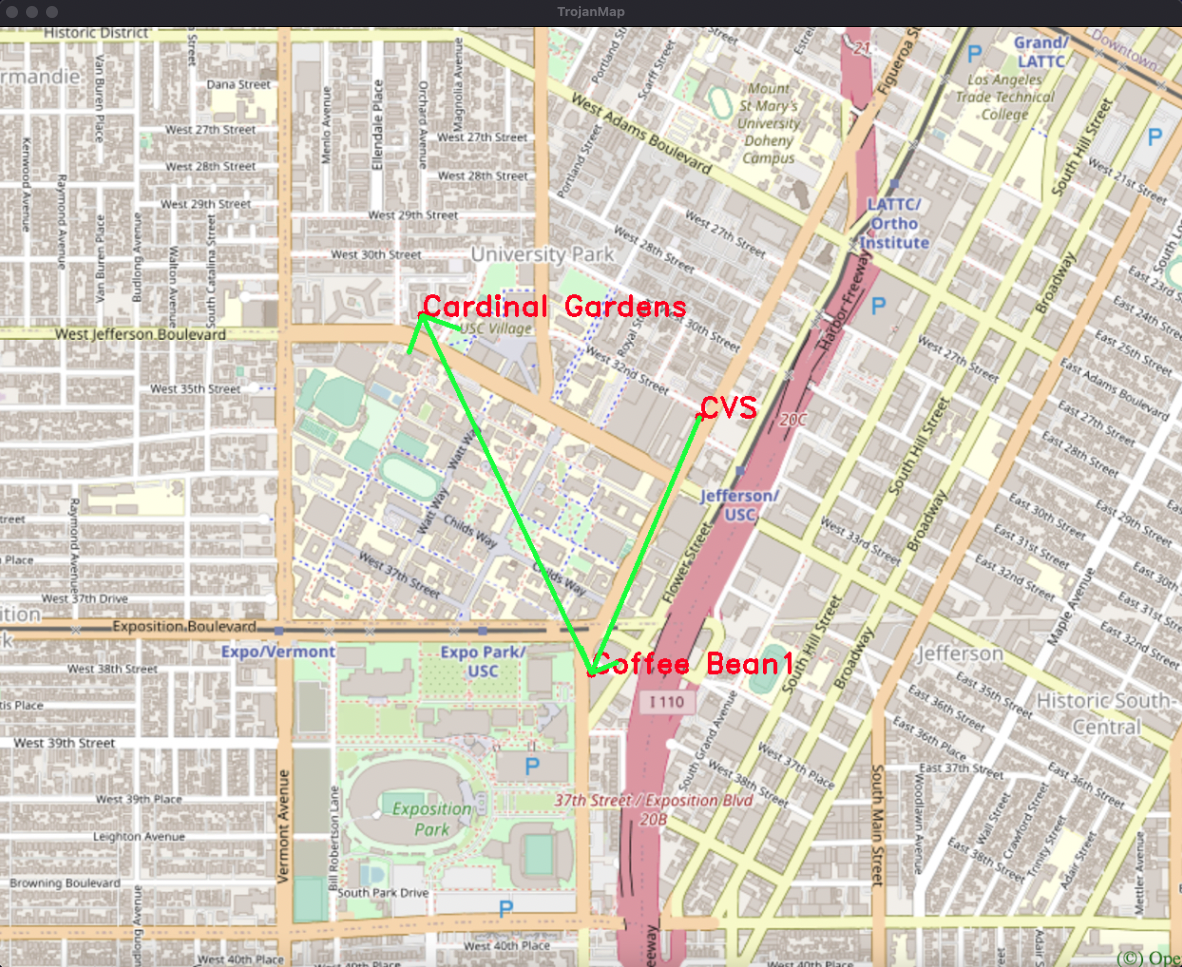 TrojanMap
Historic District
Street
rmandie
Van Buren Place
Dana Street
Menlo Avenue
Ellendale Place
Orchard Avenue
Magnolia Avenue
Portland St
Scarff Street
Street
Estre
21
Figueroa S
P
Grand/
LATTC
Downtown
Los Angeles
Trade Technical
College
Mount
St Mary's
University
Doheny
Campus
West Adams Boulevard
South Hill Street
P
West 27th Street
West 27th Street
West 28th Street
West 28th Street
Kenwood Avenue
Raymond Avenue
Portland Street
West 21st Street
West 29th Street
West 29th Street
Van Buren Place
Budlong Avenue
Walton Avenue
South Catalina Street
West 30th Street
University Park
West 27th Street
West 28th Street
LATTC/
Ortho
Institute
South Lo
East 23rd Street
Broadway
Harbor Freeway
P
Cardinal Gardens
USC Village
Royal St
30th Street
West 32nd Street
West Jefferson Boulevard
East 24th Street
East 25th Street
West 27th Street
East Adams Boulevard
West 35th Street
CVS
20C
East 27th Street
East 28th Street
South Hill Street
Watt Way
Watt Way
Jefferson/
USC
Broadway
East 29th Street
East 30th Street
East 31st Street
East 32nd Street
Raymond Avenue
treet
Childs Way
Childs Way
West 37th Street
West 33rd Street
Flower Street
n Place
West 37th Drive
ition
k
Exposition Boulevard
Expo/Vermont
Expo Park/
USC
Maple Avenue
East 30th
East 31st
East 32nd
South Hill Street
Broadway
Jefferson
Coffee Bean1
West 38th Street
tis Place
I 110
South Grand Avenue
East 35th Street
East 36th Street
East 36th Place
Historic South-
Central
West 39th Street
P
West 37th Place
West 38th Street
East 37th Street
East 36th Street
Vermont Avenue
Bill Robertson Lane
West 39th Place
Exposition
Park
37th Street / Exposition Blvd
20B
South Main Street
Woodlawn Avenue
Wall Street
Crawford Street
Trinity Street
Adair Street
Mettler Avenue
Leighton Avenue
East 38th Street
Browning Boulevard
South Park Drive
P
udlong Avenue
West 40th Place
eeway
West 40th Place
reet
Adair S
(©) Ope